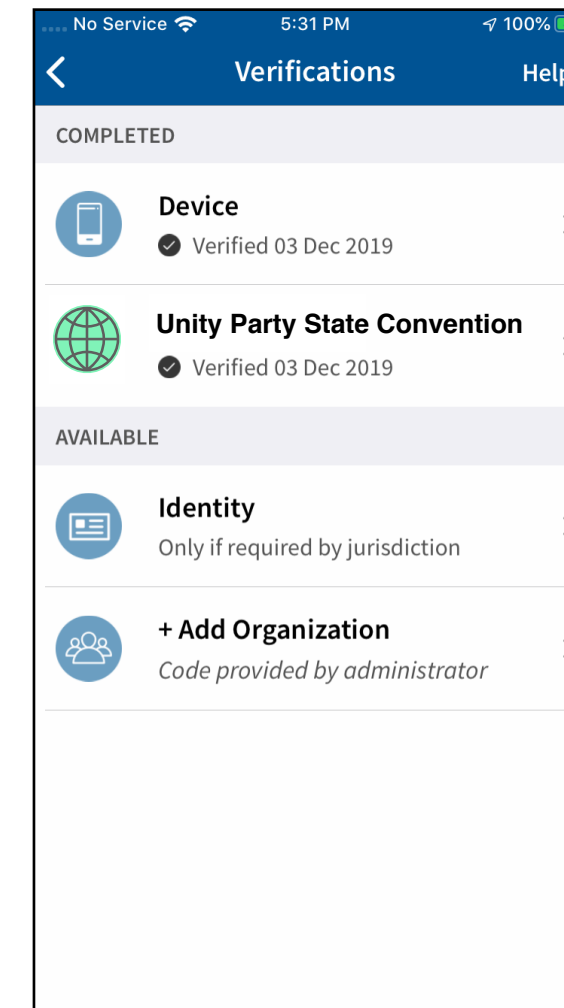 No Service 5:31 PM 100%
Verifications Help
COMPLETED
Device
Verified 03 Dec 2019
Unity Party State Convention
Verified 03 Dec 2019
AVAILABLE
Identity
Only if required by jurisdiction
+ Add Organization
Code provided by administrator